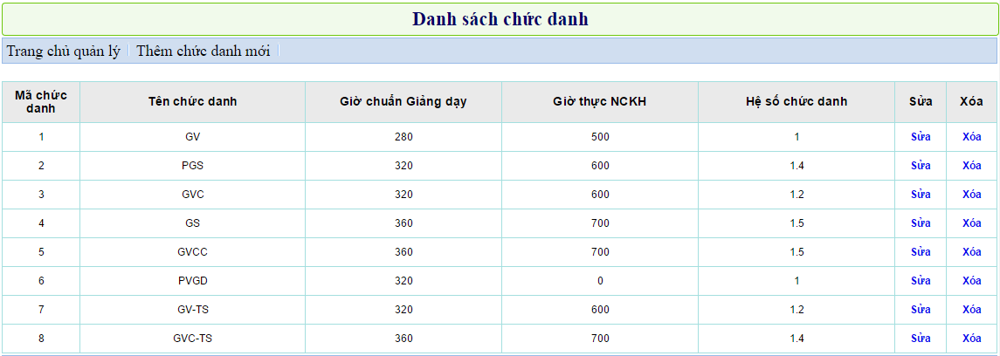 Danh sách chức danh
Trang chủ quản lý Thêm chức danh mới
Mã chức danh Tên chức danh Giờ chuẩn Giảng dạy Giờ thực NCKH Hệ số chức danh Sửa Xóa
1 GV 280 500 1 Sửa Xóa
2 PGS 320 600 1.4 Sửa Xóa
3 GVC 320 600 1.2 Sửa Xóa
4 GS 360 700 1.5 Sửa Xóa
5 GVCC 360 700 1.5 Sửa Xóa
6 PVGD 320 0 1 Sửa Xóa
7 GV-TS 320 600 1.2 Sửa Xóa
8 GVC-TS 360 700 1.4 Sửa Xóa